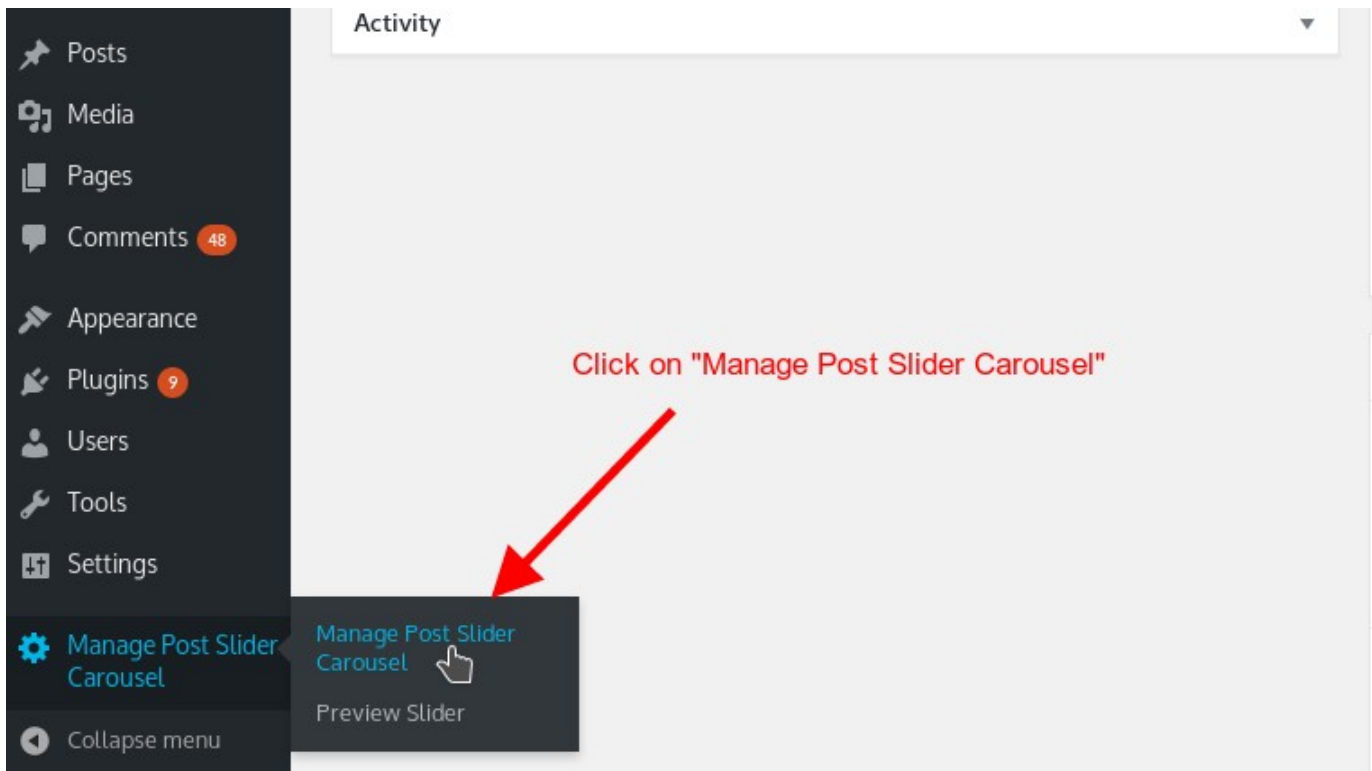 Activity
Posts
Media
Pages
Comments 48
Appearance
Plugins 9
Users
Tools
Settings
Manage Post Slider
Carousel
Collapse menu
Click on "Manage Post Slider Carousel"
Manage Post Slider
Carousel
Preview Slider